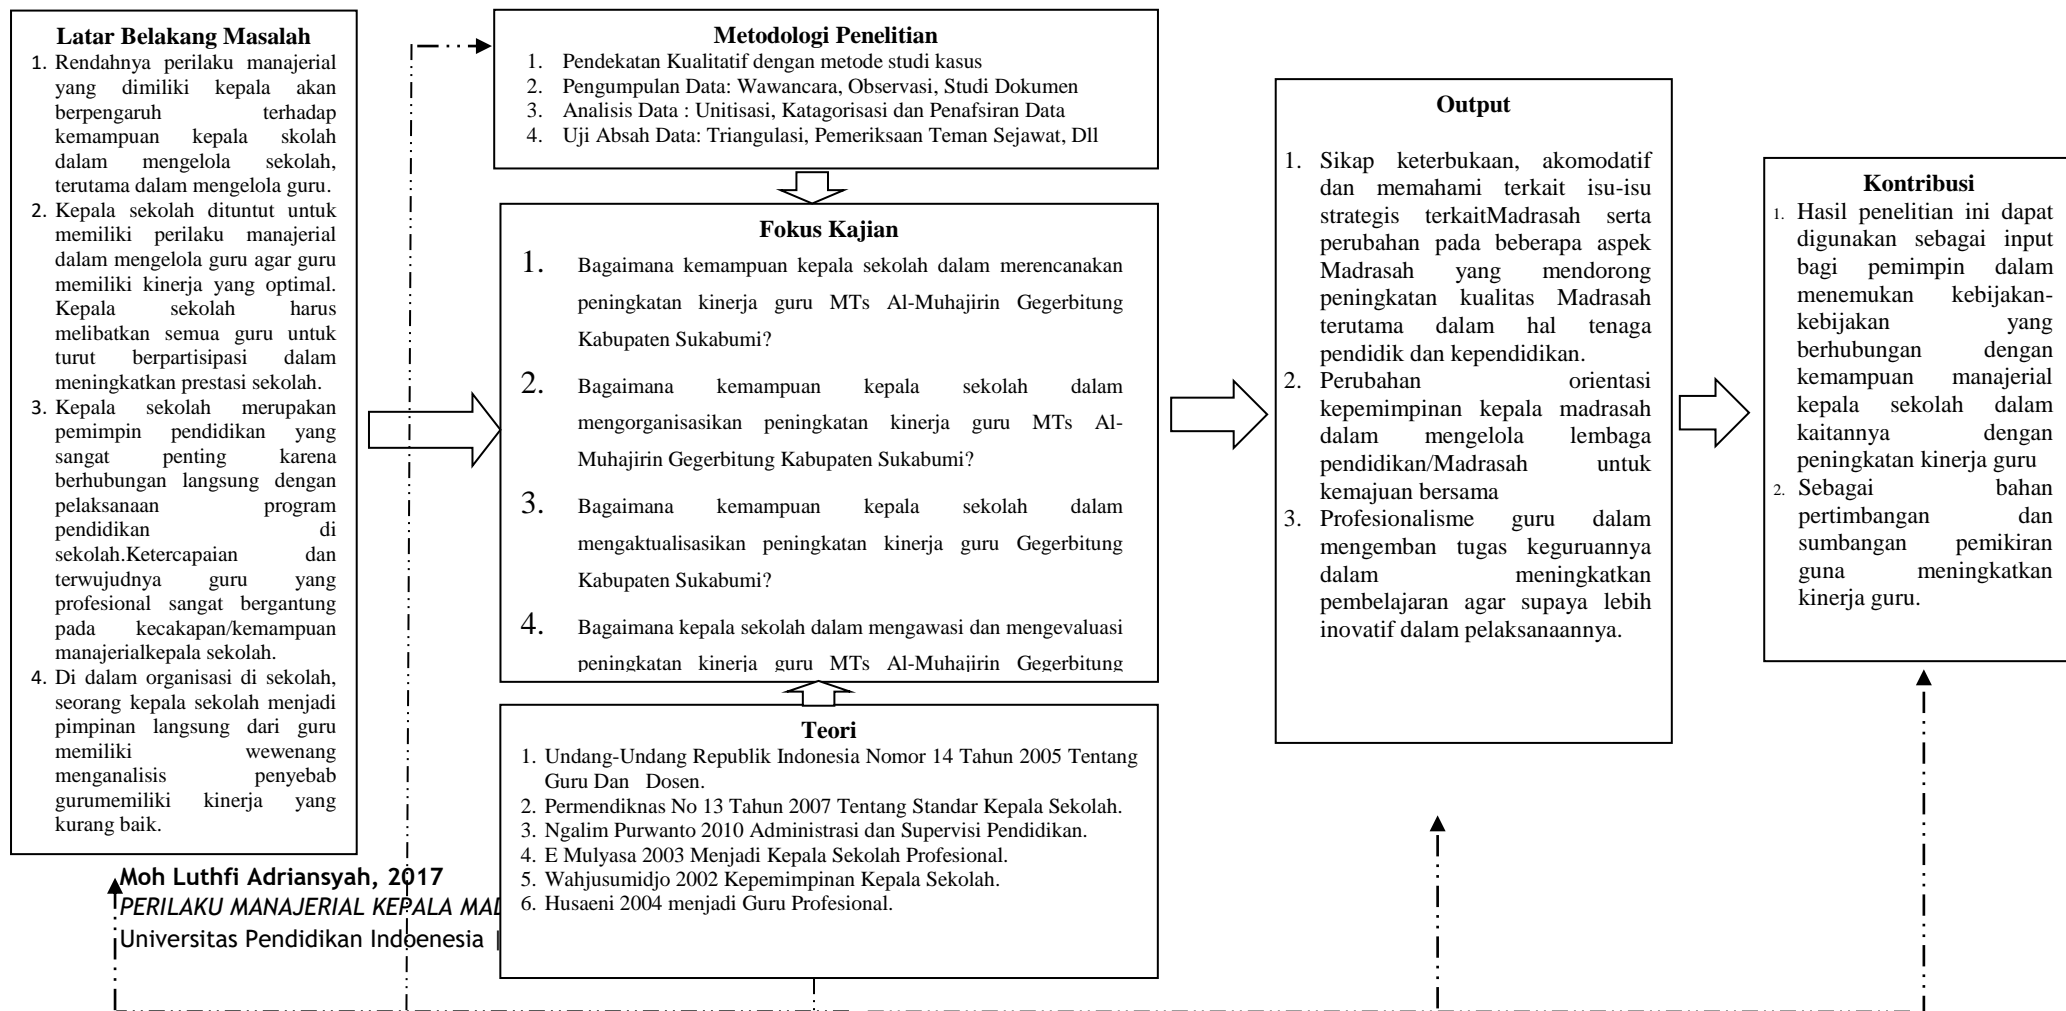 Latar Belakang Masalah
1. Rendahnya perilaku manajerial
yang dimiliki kepala akan
berpengaruh terhadap
kemampuan kepala skolah
dalam mengelola sekolah,
terutama dalam mengelola guru.
2. Kepala sekolah dituntut untuk
memiliki perilaku manajerial
dalam mengelola guru agar guru
memiliki kinerja yang optimal.
Kepala sekolah harus
melibatkan semua guru untuk
turut berpartisipasi dalam
meningkatkan prestasi sekolah.
3. Kepala sekolah merupakan
pemimpin pendidikan yang
sangat penting karena
berhubungan langsung dengan
pelaksanaan program
pendidikan di
sekolah.Ketercapaian dan
terwujudnya guru yang
profesional sangat bergantung
pada kecakapan/kemampuan
manajerialkepala sekolah.
4. Di dalam organisasi di sekolah,
seorang kepala sekolah menjadi
pimpinan langsung dari guru
memiliki wewenang
menganalisis penyebab
gurumemiliki kinerja yang
kurang baik.
Metodologi Penelitian
1. Pendekatan Kualitatif dengan metode studi kasus
2. Pengumpulan Data: Wawancara, Observasi, Studi Dokumen
3. Analisis Data : Unitisasi, Katagorisasi dan Penafsiran Data
4. Uji Absah Data: Triangulasi, Pemeriksaan Teman Sejawat, Dll
Fokus Kajian
1. Bagaimana kemampuan kepala sekolah dalam merencanakan
peningkatan kinerja guru MTs Al-Muhajirin Gegerbitung
Kabupaten Sukabumi?
2. Bagaimana kemampuan kepala sekolah dalam
mengorganisasikan peningkatan kinerja guru MTs Al-
Muhajirin Gegerbitung Kabupaten Sukabumi?
3. Bagaimana kemampuan kepala sekolah dalam
mengaktualisasikan peningkatan kinerja guru Gegerbitung
Kabupaten Sukabumi?
4. Bagaimana kepala sekolah dalam mengawasi dan mengevaluasi
peningkatan kinerja guru MTs Al-Muhajirin Gegerbitung
Teori
1. Undang-Undang Republik Indonesia Nomor 14 Tahun 2005 Tentang
Guru Dan Dosen.
2. Permendiknas No 13 Tahun 2007 Tentang Standar Kepala Sekolah.
3. Ngalim Purwanto 2010 Administrasi dan Supervisi Pendidikan.
4. E Mulyasa 2003 Menjadi Kepala Sekolah Profesional.
5. Wahjusumidjo 2002 Kepemimpinan Kepala Sekolah.
6. Husaeni 2004 menjadi Guru Profesional.
Output
1. Sikap keterbukaan, akomodatif
dan memahami terkait isu-isu
strategis terkaitMadrasah serta
perubahan pada beberapa aspek
Madrasah yang mendorong
peningkatan kualitas Madrasah
terutama dalam hal tenaga
pendidik dan kependidikan.
2. Perubahan orientasi
kepemimpinan kepala madrasah
dalam mengelola lembaga
pendidikan/Madrasah untuk
kemajuan bersama
3. Profesionalisme guru dalam
mengemban tugas keguruannya
dalam meningkatkan
pembelajaran agar supaya lebih
inovatif dalam pelaksanaannya.
Kontribusi
1. Hasil penelitian ini dapat
digunakan sebagai input
bagi pemimpin dalam
menemukan kebijakan-
kebijakan yang
berhubungan dengan
kemampuan manajerial
kepala sekolah dalam
kaitannya dengan
peningkatan kinerja guru
2. Sebagai bahan
pertimbangan dan
sumbangan pemikiran
guna meningkatkan
kinerja guru.
Moh Luthfi Adriansyah, 2017
PERILAKU MANAJERIAL KEPALA
Universitas Pendidikan Indoenesia |